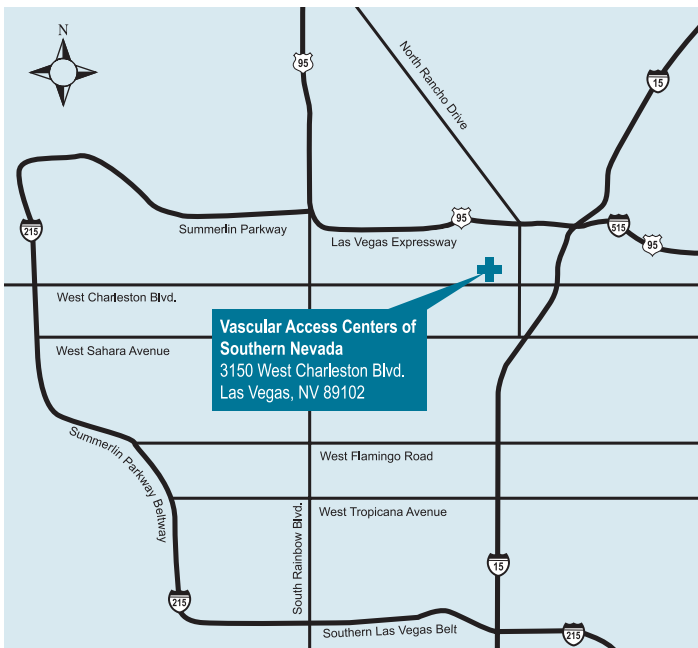 N
95
15
North Rancho Drive
215
Summerlin Parkway
95
Las Vegas Expressway
515
95
West Charleston Blvd.
Vascular Access Centers of
Southern Nevada
3150 West Charleston Blvd.
Las Vegas, NV 89102
West Sahara Avenue
Summerlin Parkway Beltway
West Flamingo Road
West Tropicana Avenue
South Rainbow Blvd.
15
215
Southern Las Vegas Belt
215